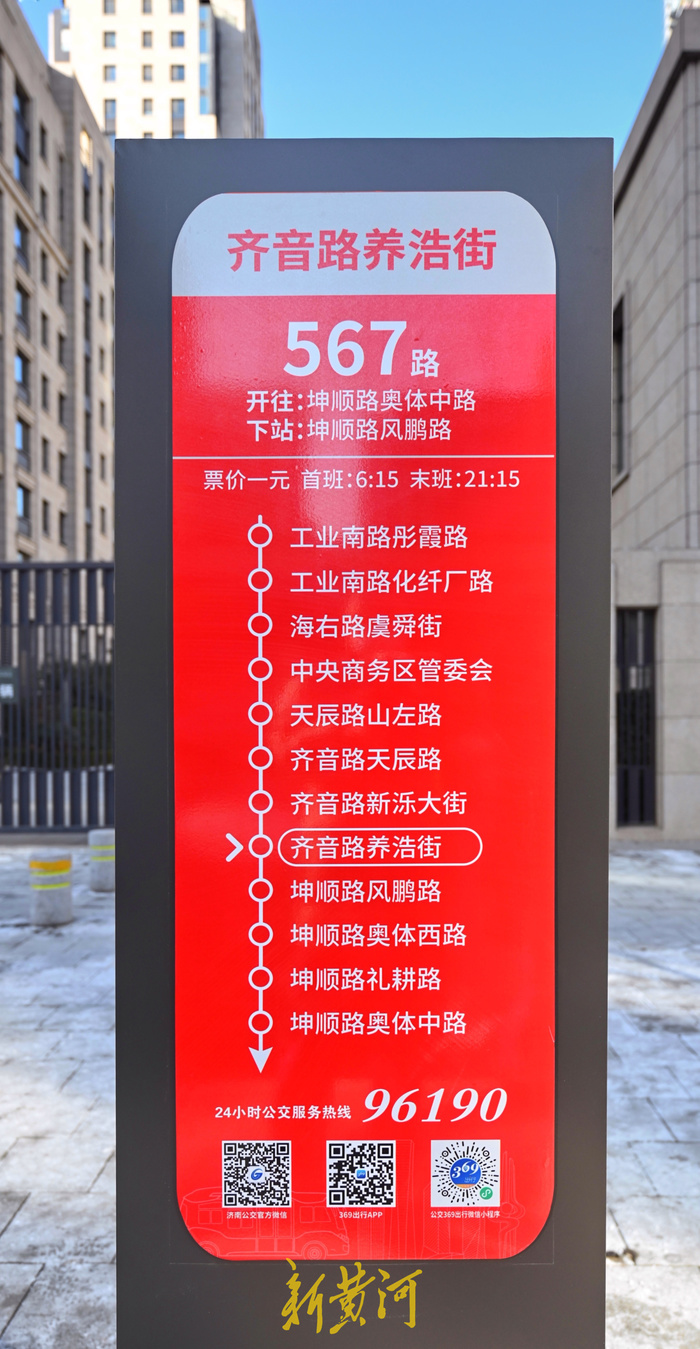 齐音路养浩街
567路
开往:坤顺路奥体中路
下站:坤顺路凤鹏路
票价一元 首班:6:15 末班:21:15
工业南路彤霞路
工业南路化纤厂路
海右路虞舜街
中央商务区管委会
天辰路山左路
齐音路天辰路
齐音路新泺大街
齐音路养浩街
坤顺路凤鹏路
坤顺路奥体西路
坤顺路礼耕路
坤顺路奥体中路
24小时公交服务热线 96190
369
济南公交官方微信
369出行APP
公交369出行微信小程序
新黄河